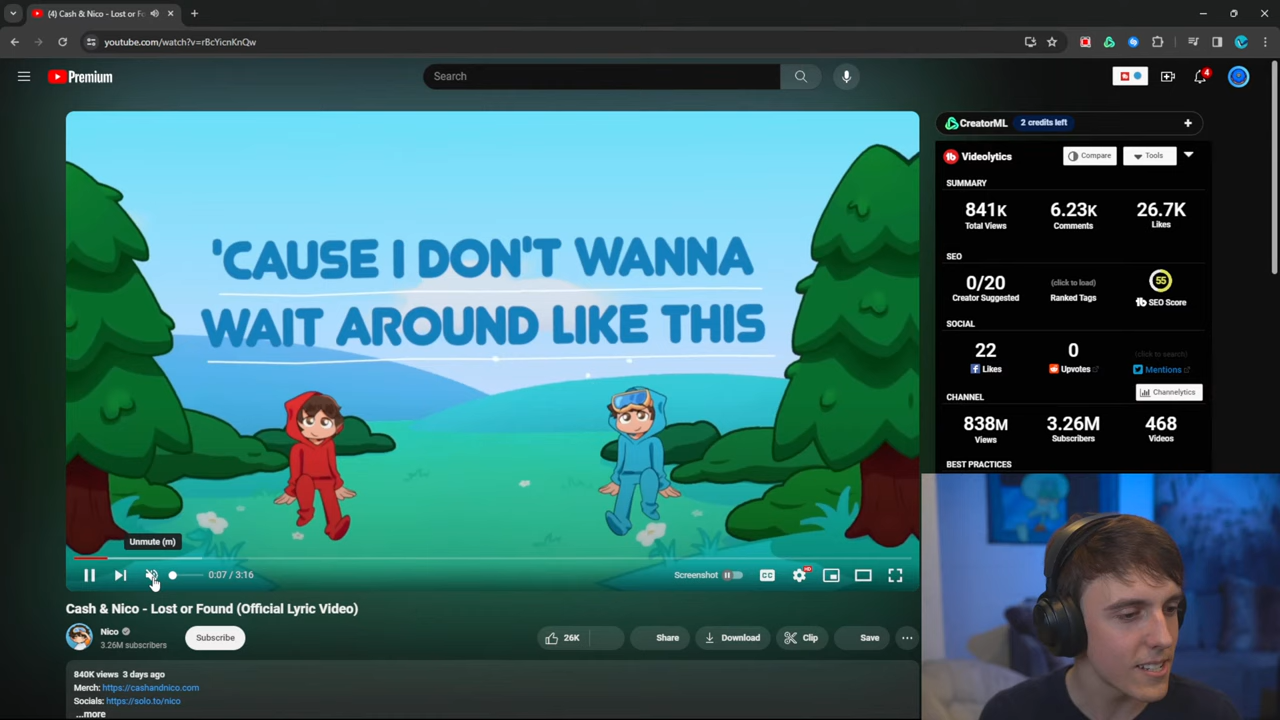 (4) Cash & Nico - Lost or F
youtube.com/watch?v=rBcYicnKnQw
Premium
Search
4
CreatorML
2 credits left
tb Videolytics
Compare
Tools
SUMMARY
841K
6.23K
26.7K
Total Views
Comments
Likes
SEO
0/20
(click to load)
55
Creator Suggested
Ranked Tags
tb SEO Score
SOCIAL
22
0
(click to search)
Likes
Upvotes
Mentions
Channelytics
CHANNEL
838M
3.26M
468
Views
Subscribers
Videos
BEST PRACTICES
'CAUSE I DON'T WANNA
WAIT AROUND LIKE THIS
Unmute (m)
0:07 / 3:16
Screenshot
CC
HD
Cash & Nico - Lost or Found (Official Lyric Video)
Nico
3.26M subscribers
Subscribe
26K
Share
Download
Clip
Save
840K views 3 days ago
Merch: https://cashandnico.com
Socials: https://solo.to/nico
...more